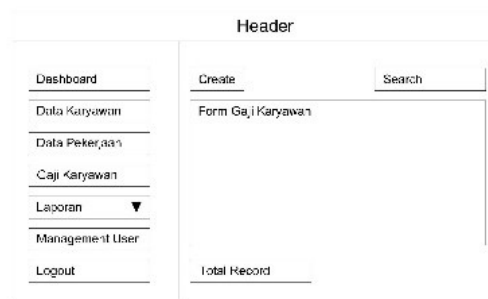 Header
Dashboard
Data Karyawan
Data Pekerjaan
Gaji Karyawan
Laporan ▼
Management User
Logout
Create
Search
Form Gaji Karyawan
Total Record